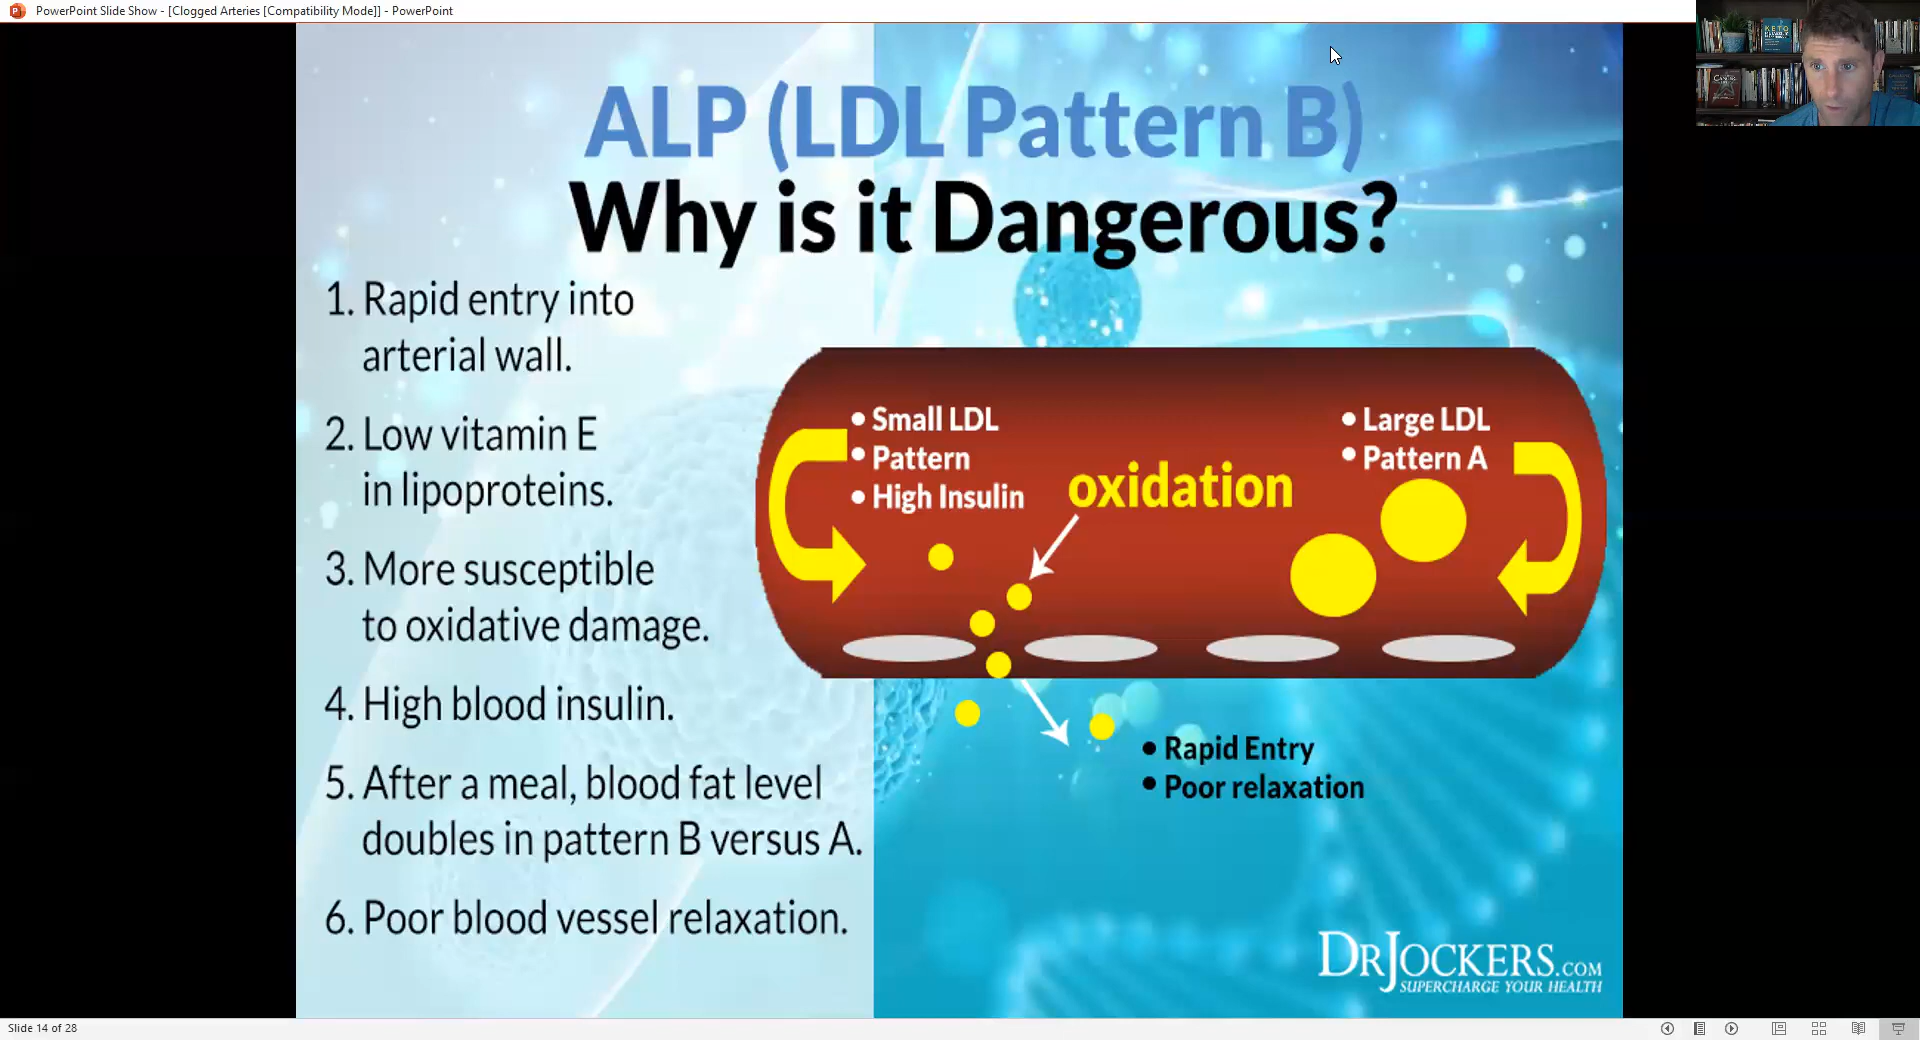 PowerPoint Slide Show - [Clogged Arteries [Compatibility Mode]] - PowerPoint
ALP (LDL Pattern B)
Why is it Dangerous?
1. Rapid entry into
arterial wall.
2. Low vitamin E
in lipoproteins.
3. More susceptible
to oxidative damage.
4. High blood insulin.
5. After a meal, blood fat level
doubles in pattern B versus A.
6. Poor blood vessel relaxation.
• Small LDL
• Pattern
• High Insulin
oxidation
• Large LDL
• Pattern A
• Rapid Entry
• Poor relaxation
DRJOCKERS.COM
SUPERCHARGE YOUR HEALTH
Slide 14 of 28
KETO
CANCER